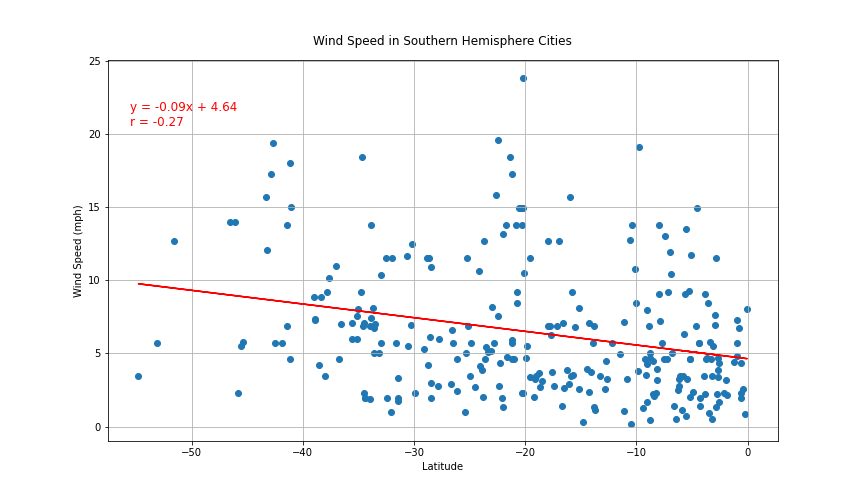 Wind Speed in Southern Hemisphere Cities
25
20
15
10
5
0
Wind Speed (mph)
y = -0.09x + 4.64
r = -0.27
−50 −40 −30 −20 −10 0
Latitude